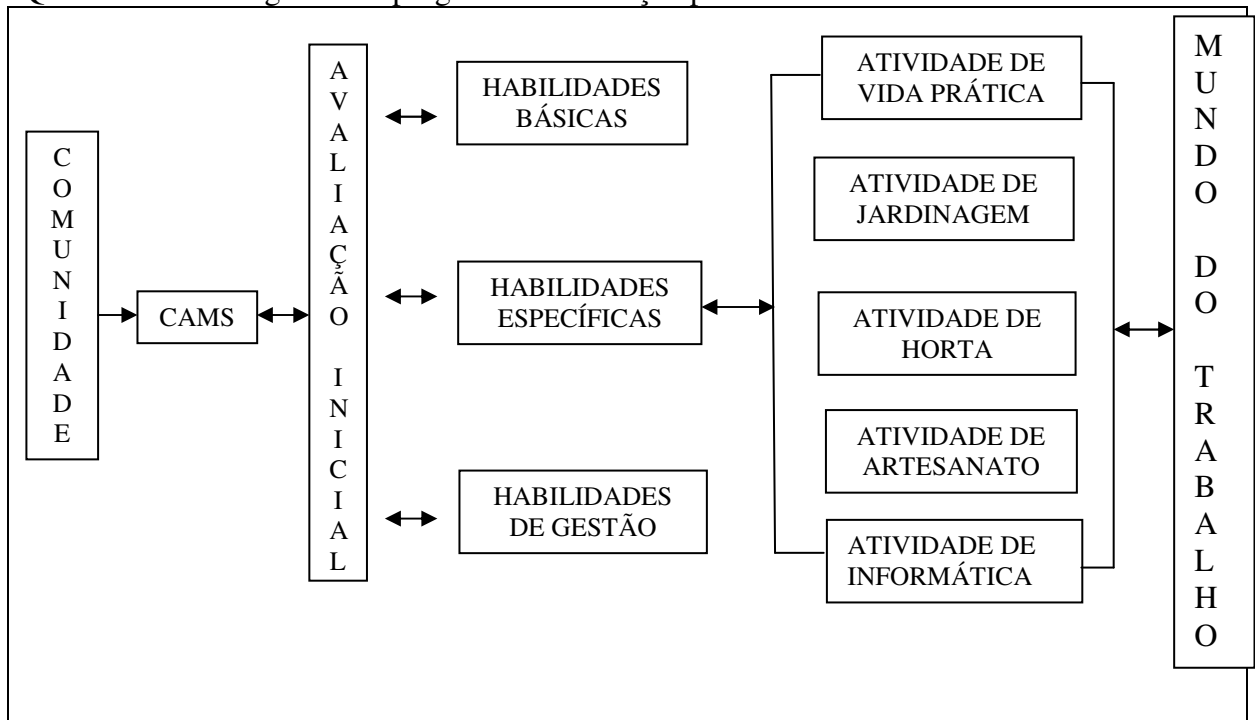 COMUNIDADE
CAMS
AVALIAÇÃO INICIAL
HABILIDADES
BÁSICAS
HABILIDADES
ESPECÍFICAS
HABILIDADES
DE GESTÃO
ATIVIDADE DE
VIDA PRÁTICA
ATIVIDADE DE
JARDINAGEM
ATIVIDADE DE
HORTA
ATIVIDADE DE
ARTESANATO
ATIVIDADE DE
INFORMÁTICA
MUNDO DO TRABALHO